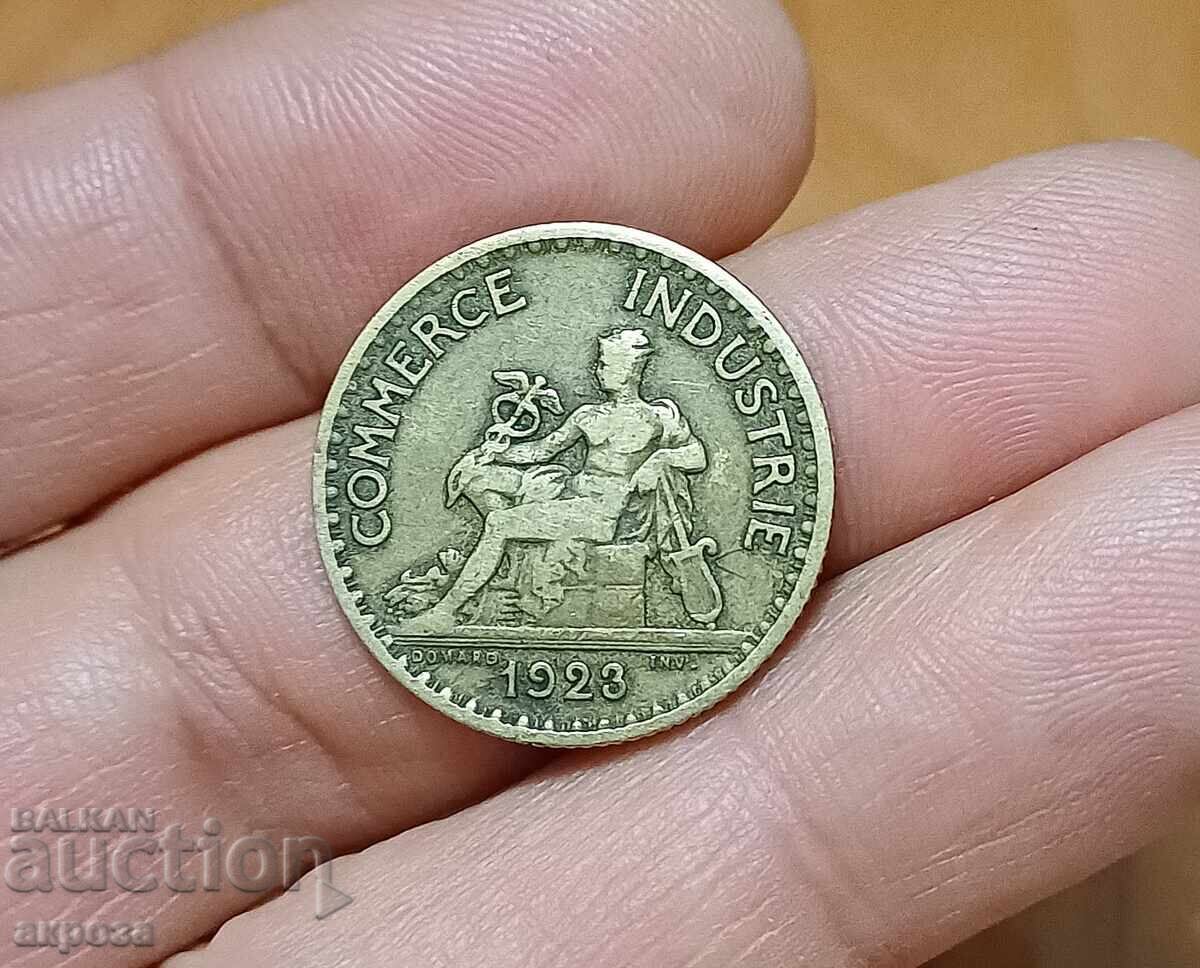 COMMERCE INDUSTRIE
DOMARD INV.
1923
BALKAN
auction
акроза